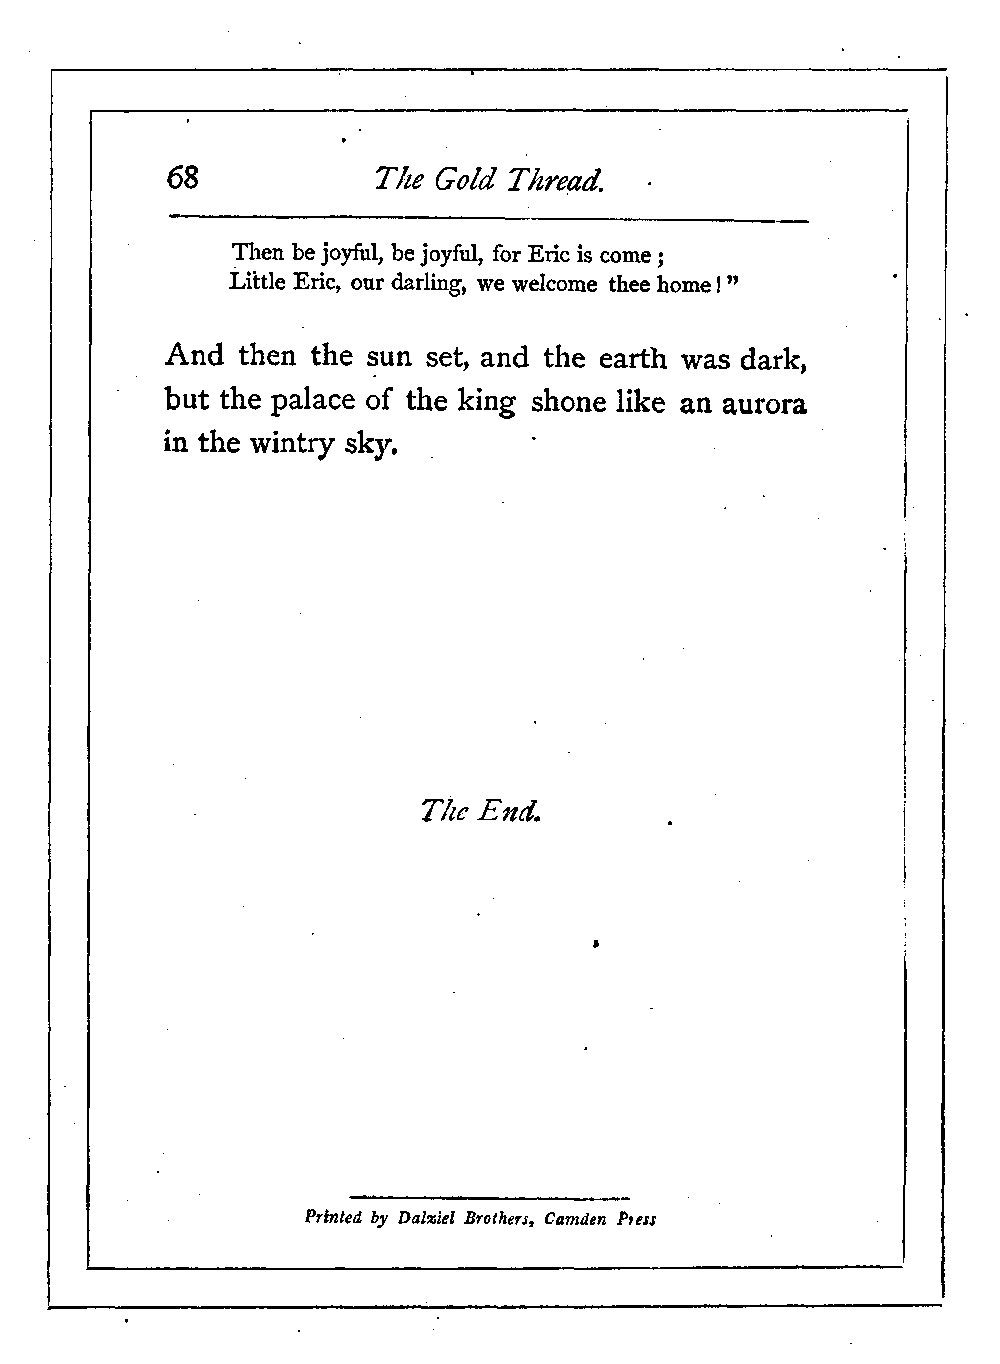 68 The Gold Thread.
Then be joyful, be joyful, for Eric is come ;
Little Eric, our darling, we welcome thee home ! ”
And then the sun set, and the earth was dark,
but the palace of the king shone like an aurora
in the wintry sky.
The End.
Printed by Dalziel Brothers, Camden Press